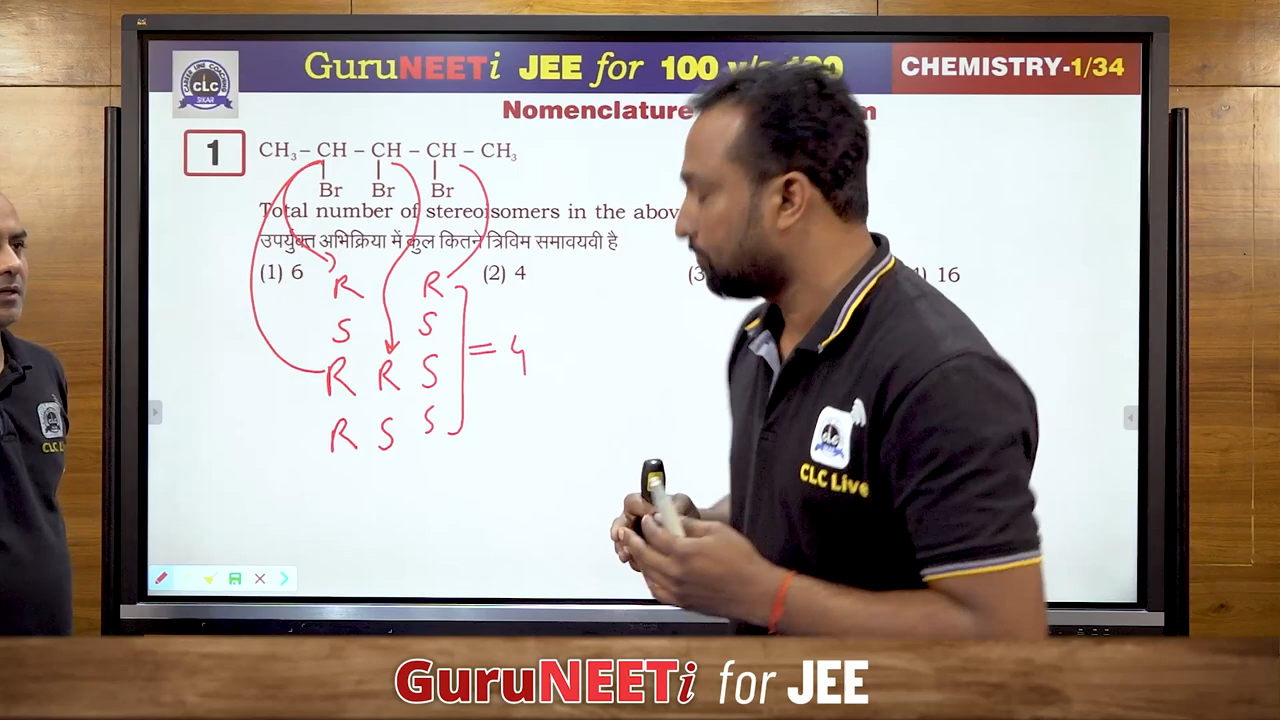 GuruNEETi JEE for 100
CHEMISTRY-1/34
CLC
SIKAR
Nomenclature
1
CH₃ – CH – CH – CH – CH₃
Br Br Br
Total number of stereoisomers in the
उपर्युक्त अभिक्रिया में कुल कितने त्रिविम समावयवी है
(1) 6 (2) 4 16
R R
S S
R R S
R S S
= 4
CLC Live
GuruNEETi for JEE